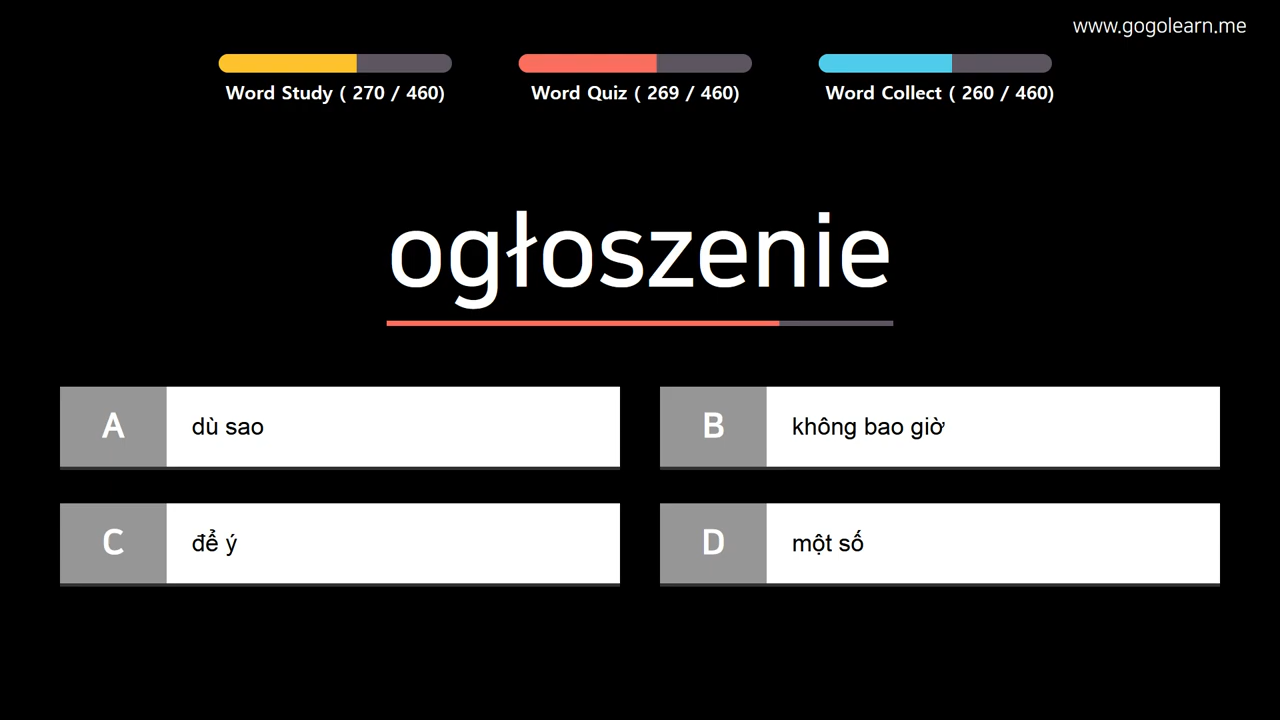 www.gogolearn.me
Word Study ( 270 / 460)
Word Quiz ( 269 / 460)
Word Collect ( 260 / 460)
ogłoszenie
A
dù sao
B
không bao giờ
C
để ý
D
một số